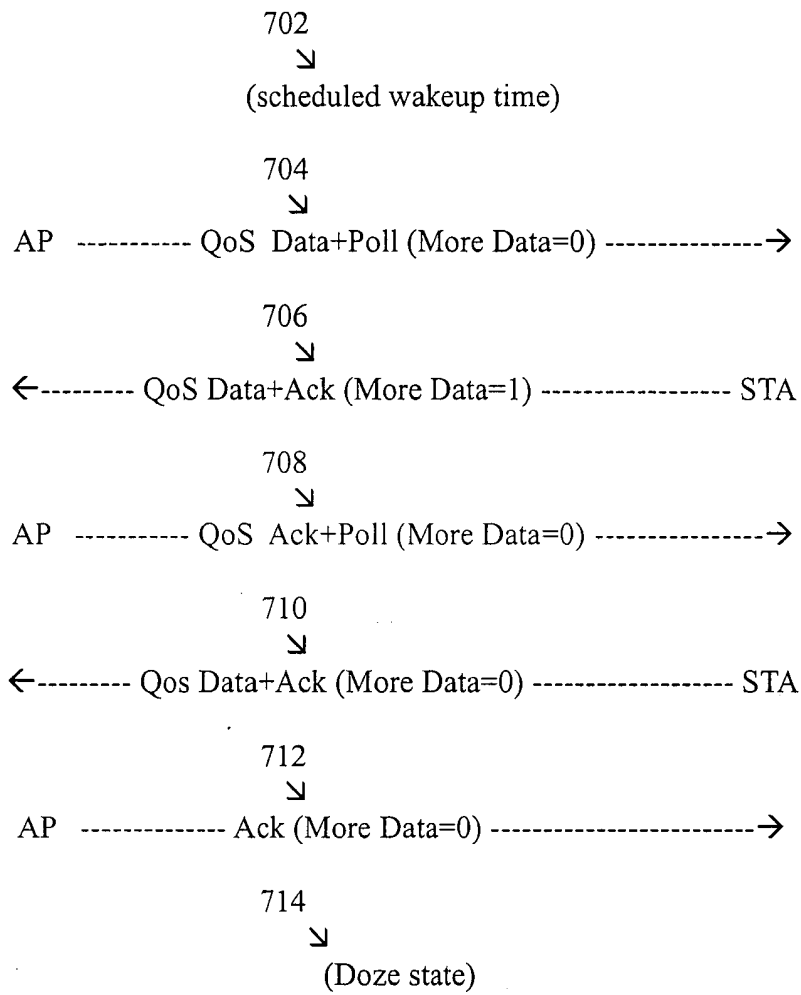 702
↘
(scheduled wakeup time)
704
↘
AP ----------- QoS Data+Poll (More Data=0) ---------------→
706
↘
←--------- QoS Data+Ack (More Data=1) ------------------ STA
708
↘
AP ----------- QoS Ack+Poll (More Data=0) ---------------→
710
↘
←--------- Qos Data+Ack (More Data=0) ------------------ STA
712
↘
AP ------------- Ack (More Data=0) ------------------------→
714
↘
(Doze state)